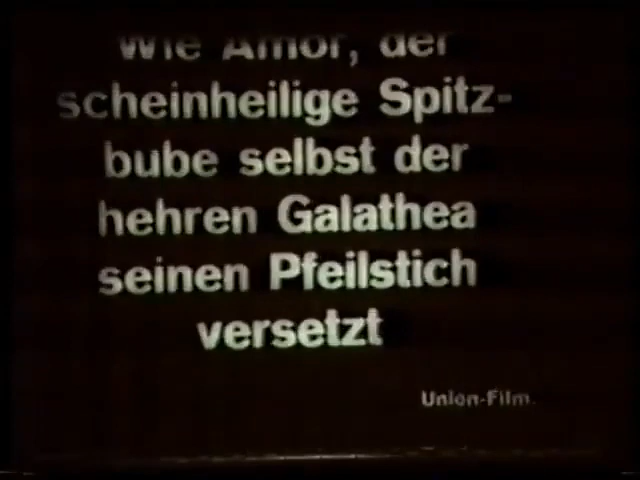 Wie Amor, der
scheinheilige Spitz-
bube selbst der
hehren Galathea
seinen Pfeilstich
versetzt
Union-Film.